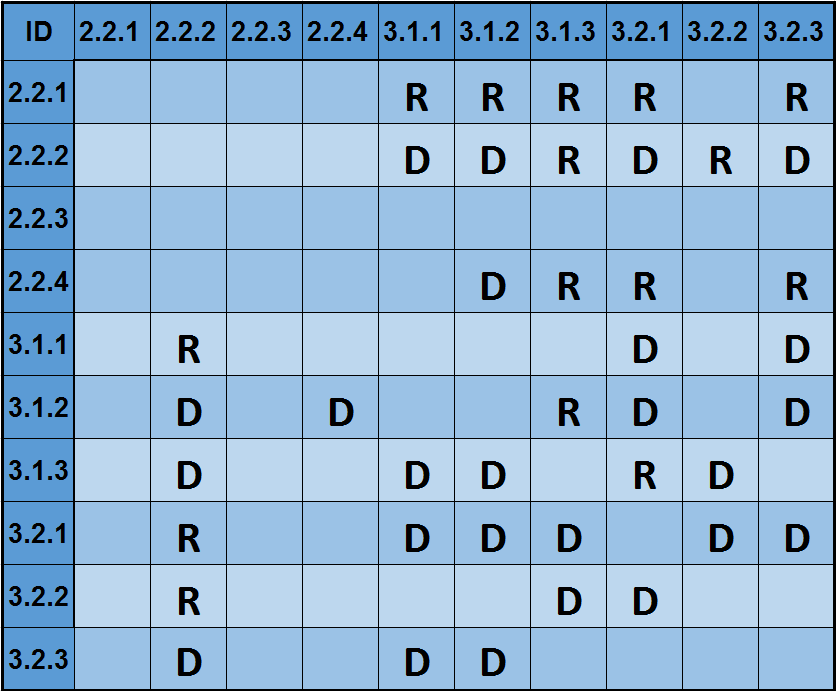 ID 2.2.1 2.2.2 2.2.3 2.2.4 3.1.1 3.1.2 3.1.3 3.2.1 3.2.2 3.2.3
2.2.1 R R R R R
2.2.2 D D R D R D
2.2.3
2.2.4 D R R R
3.1.1 R D D
3.1.2 D D R D D
3.1.3 D D D R D
3.2.1 R D D D D D
3.2.2 R D D
3.2.3 D D D